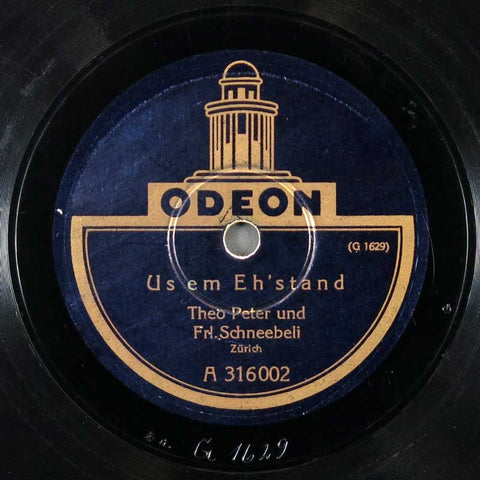 ODEON
(G 1629)
Us em Eh'stand
Theo Peter und
Frl. Schneebeli
Zürich
A 316002
G 1629